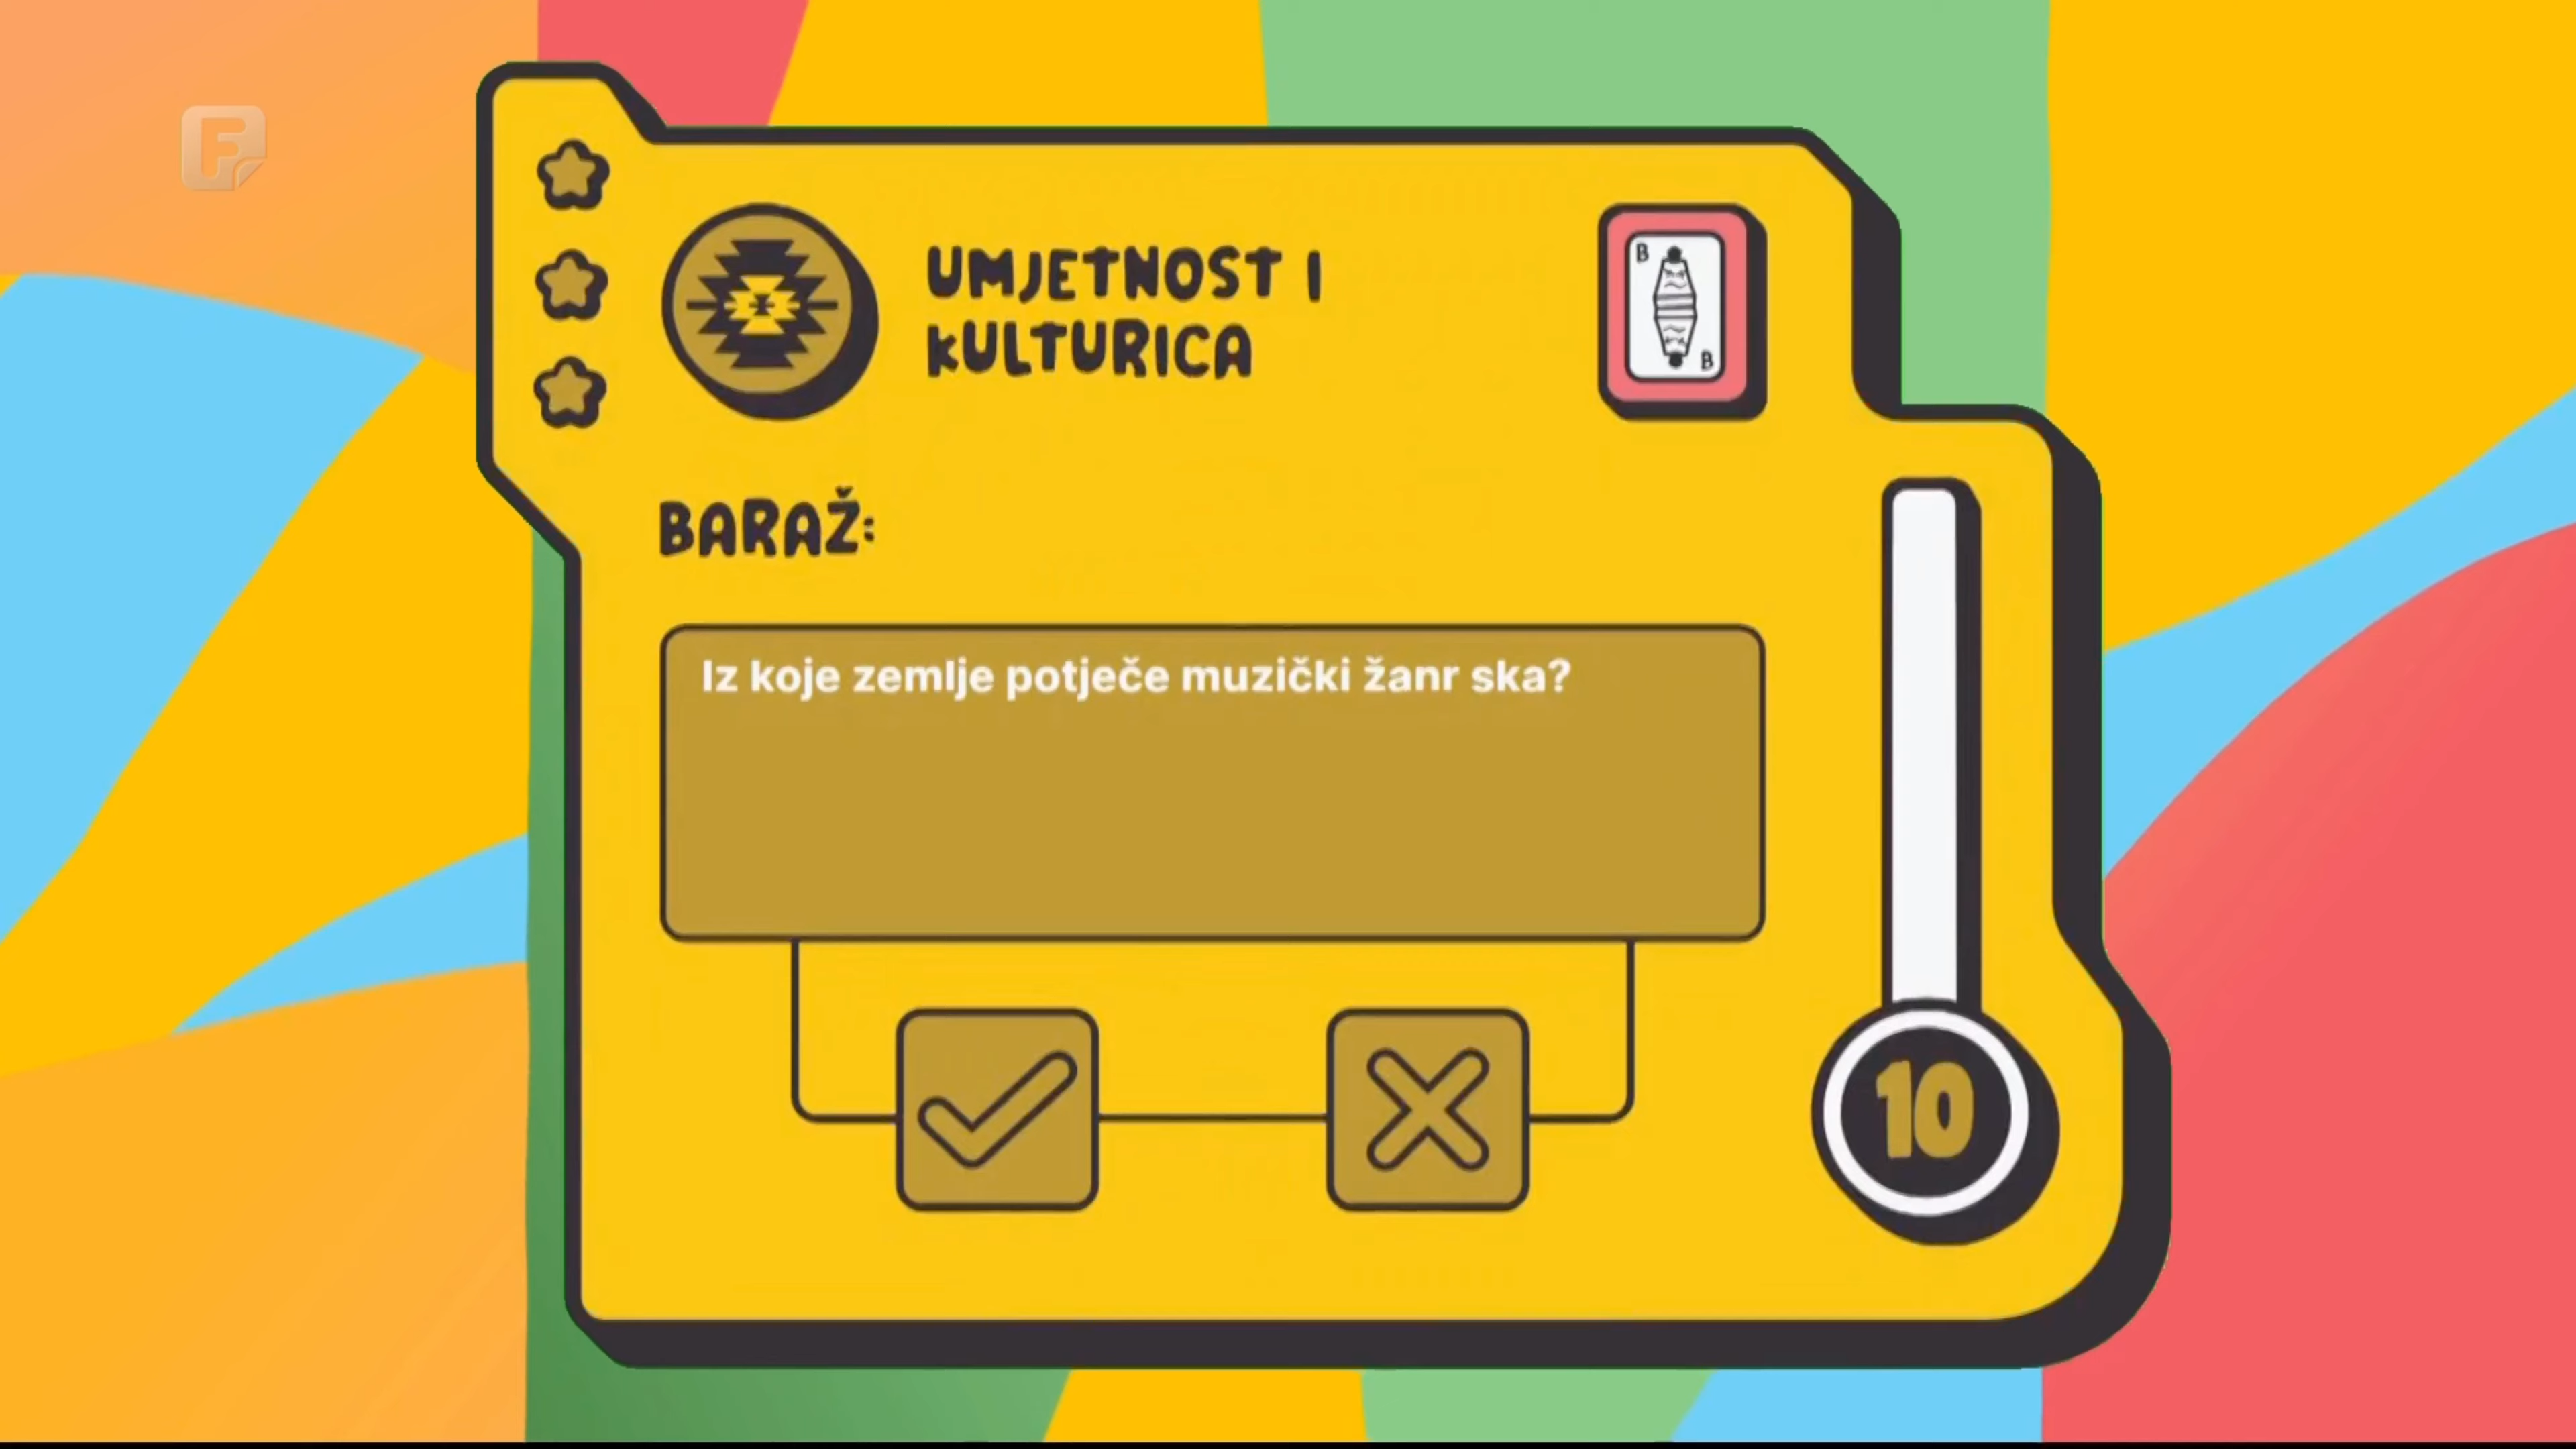 F
UMJETNOST I
KULTURICA
B
B
BARAŽ:
Iz koje zemlje potječe muzički žanr ska?
10